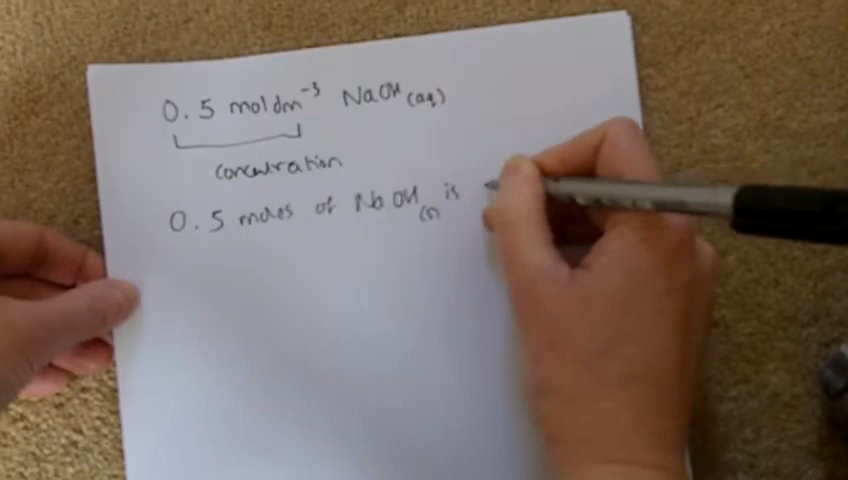 0.5 moldm⁻³ NaOH(aq)
concentration
0.5 moles of NaOH(s) is